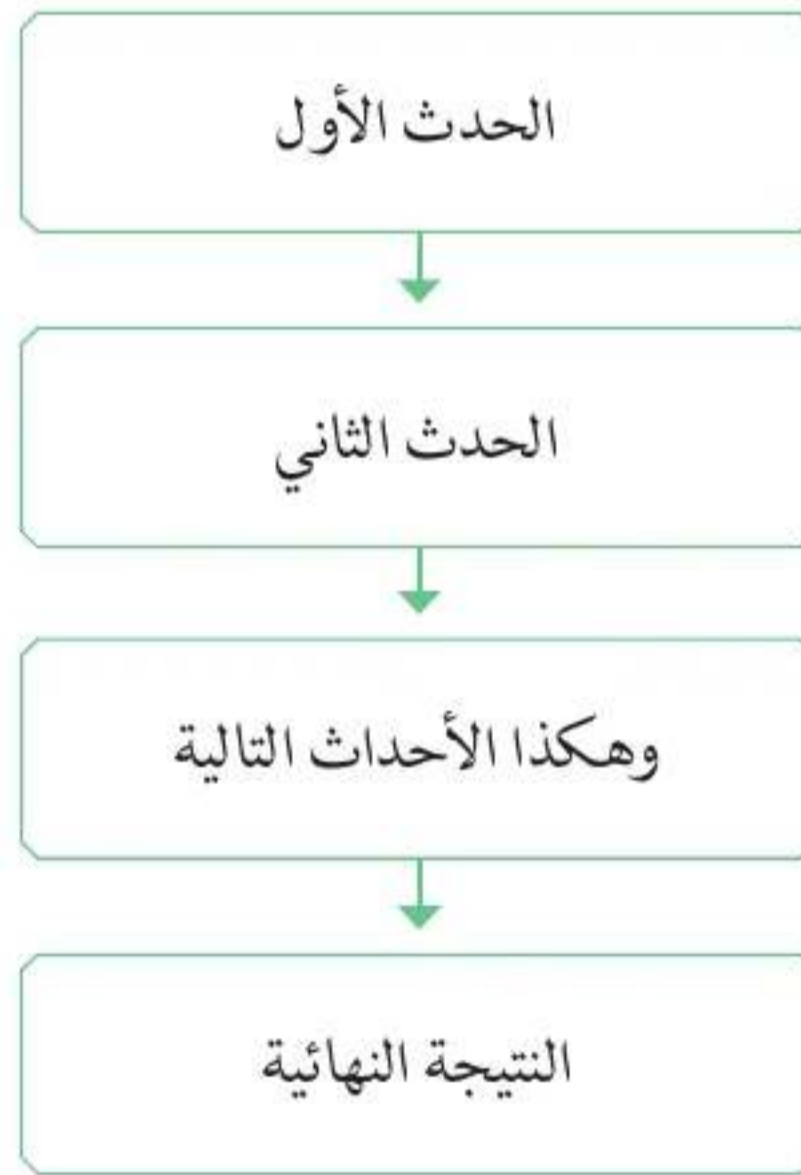 الحدث الأول
الحدث الثاني
وهكذا الأحداث التالية
النتيجة النهائية